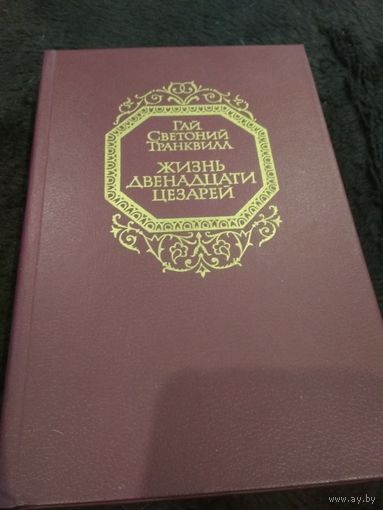 Гай
Светоний
Транквилл
Жизнь
двенадцати
цезарей
www.ay.by